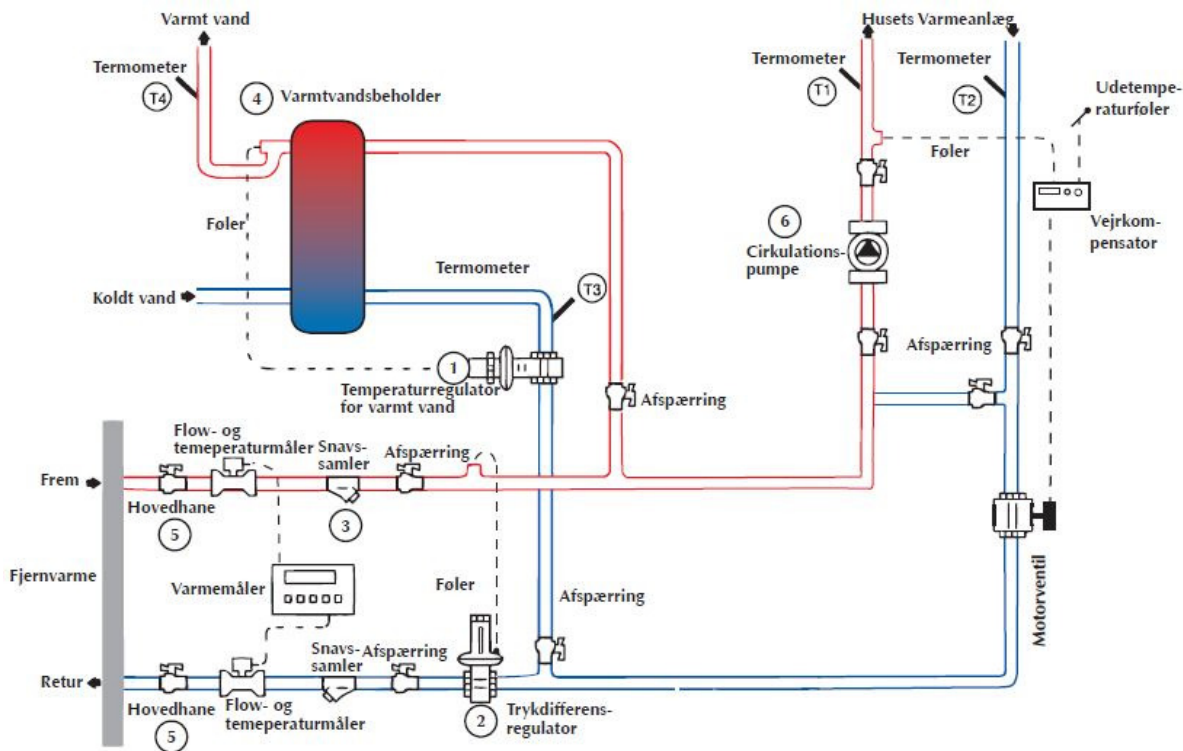 Varmt vand
Husets Varmeanlæg
Termometer
T4
4
Varmtvandsbeholder
Termometer
T1
Termometer
T2
Udetempe-
raturføler
Føler
Føler
6
Cirkulations-
pumpe
Vejrkom-
pensator
Termometer
T3
Koldt vand
1
Temperaturregulator
for varmt vand
Afspærring
Afspærring
Flow- og
temeperaturmåler
Snavs-
samler
Afspærring
Frem
Hovedhane
5
3
Fjernvarme
Varmemåler
Føler
Afspærring
Motorventil
Snavs-
samler
Afspærring
Retur
Hovedhane
5
Flow- og
temeperaturmåler
2
Trykdifferens-
regulator